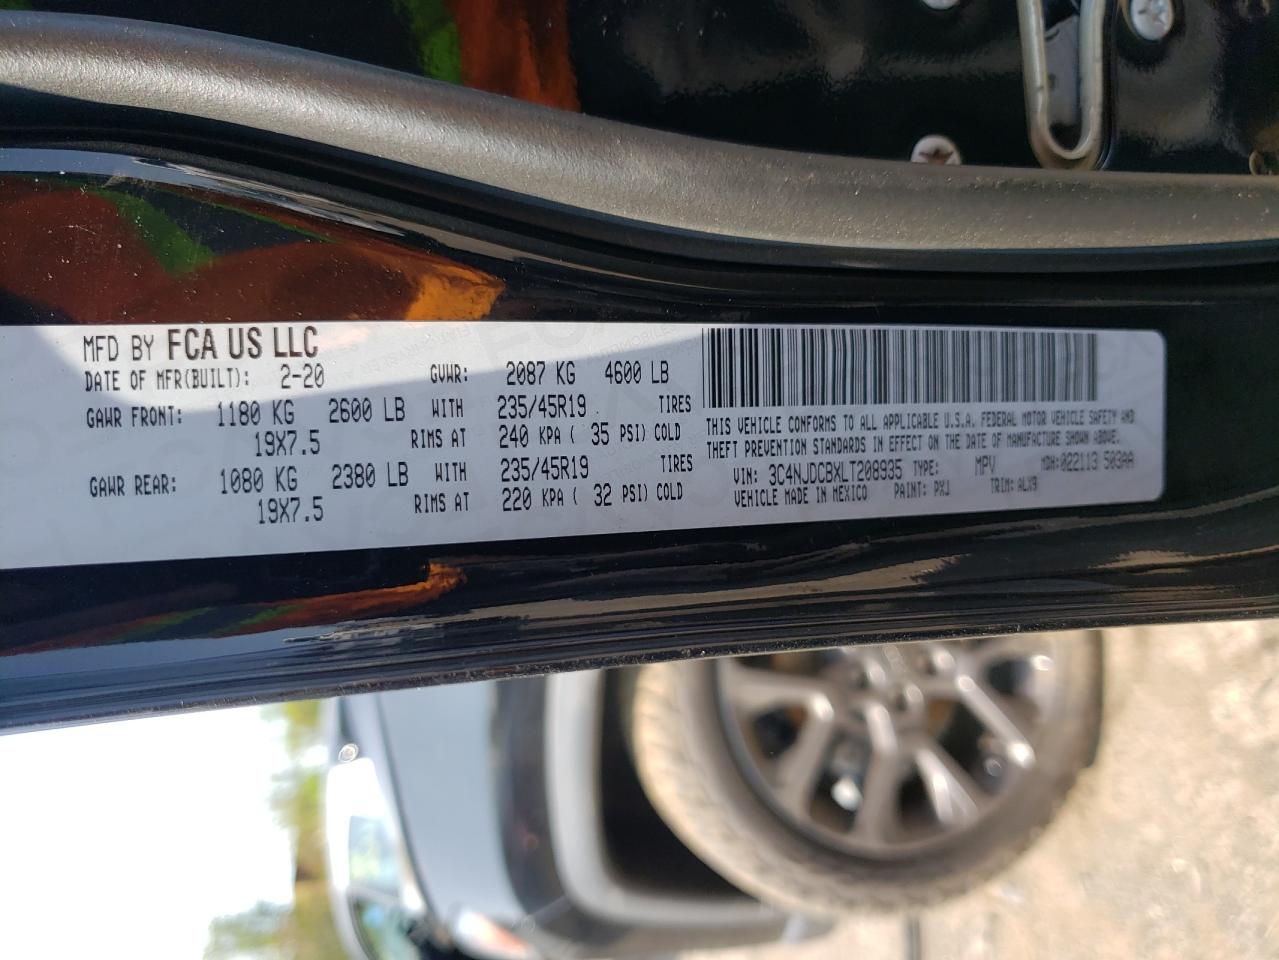 MFD BY FCA US LLC
DATE OF MFR(BUILT): 2-20 GVWR: 2087 KG 4600 LB
GAWR FRONT: 1180 KG 2600 LB WITH 235/45R19 TIRES
19X7.5 RIMS AT 240 KPA ( 35 PSI) COLD
GAWR REAR: 1080 KG 2380 LB WITH 235/45R19 TIRES
19X7.5 RIMS AT 220 KPA ( 32 PSI) COLD
THIS VEHICLE CONFORMS TO ALL APPLICABLE U.S.A. FEDERAL MOTOR VEHICLE SAFETY AND
THEFT PREVENTION STANDARDS IN EFFECT ON THE DATE OF MANUFACTURE SHOWN ABOVE.
VIN: 3C4NJDCBXLT208935 TYPE: MPV MDH:022113 503AA
VEHICLE MADE IN MEXICO PAINT: PXJ TRIM: ALX9